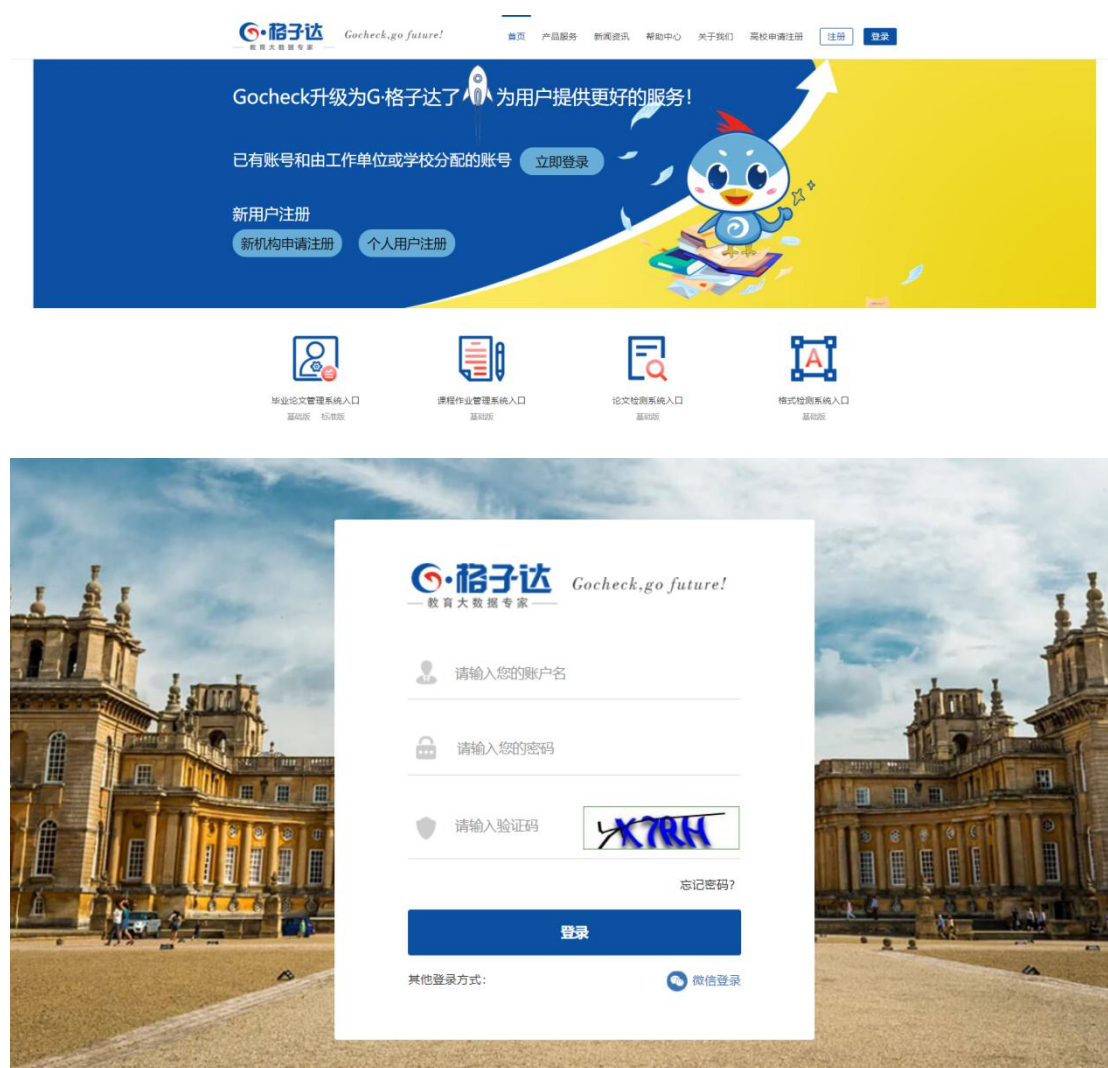 G·格子达
教育大数据专家
Gocheck,go future!
首页 产品服务 新闻资讯 帮助中心 关于我们 高校申请注册 注册 登录
Gocheck升级为G·格子达了 为用户提供更好的服务!
已有账号和由工作单位或学校分配的账号 立即登录
新用户注册
新机构申请注册 个人用户注册
毕业论文管理系统入口 课程作业管理系统入口 论文检测系统入口 格式检测系统入口
基础版 标准版 基础版 基础版 基础版
G·格子达
教育大数据专家
Gocheck,go future!
请输入您的账户名
请输入您的密码
请输入验证码 X7RH
忘记密码?
登录
其他登录方式: 微信登录